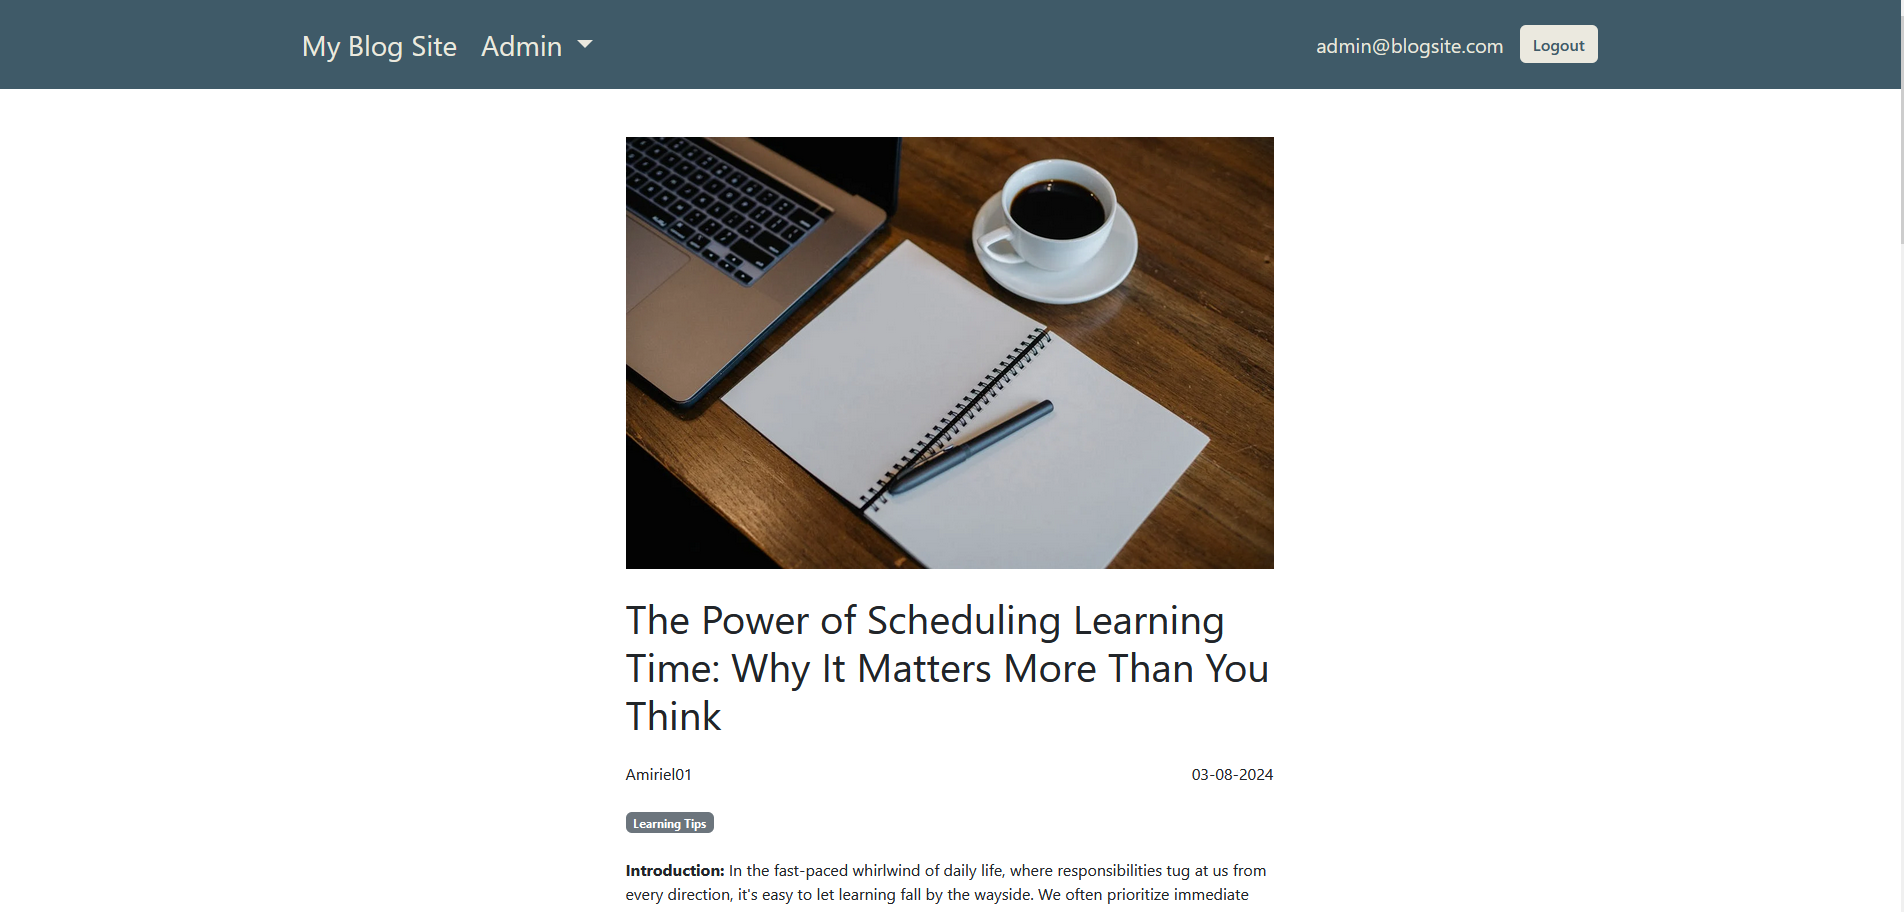 My Blog Site Admin admin@blogsite.com Logout
The Power of Scheduling Learning
Time: Why It Matters More Than You
Think
Amiriel01 03-08-2024
Learning Tips
Introduction: In the fast-paced whirlwind of daily life, where responsibilities tug at us from
every direction, it's easy to let learning fall by the wayside. We often prioritize immediate